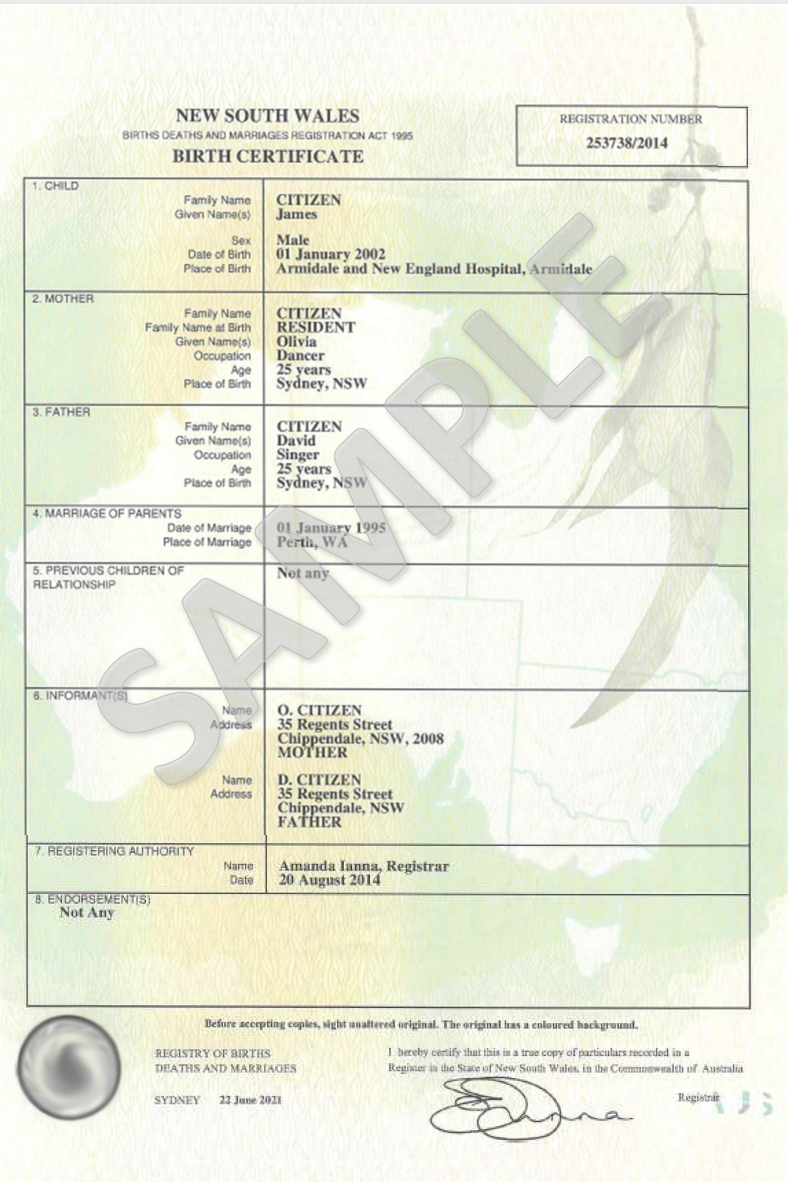 NEW SOUTH WALES
BIRTHS DEATHS AND MARRIAGES REGISTRATION ACT 1995
BIRTH CERTIFICATE
REGISTRATION NUMBER
253738/2014
1. CHILD
Family Name CITIZEN
Given Name(s) James
Sex Male
Date of Birth 01 January 2002
Place of Birth Armidale and New England Hospital, Armidale
2. MOTHER
Family Name CITIZEN
Family Name at Birth RESIDENT
Given Name(s) Olivia
Occupation Dancer
Age 25 years
Place of Birth Sydney, NSW
3. FATHER
Family Name CITIZEN
Given Name(s) David
Occupation Singer
Age 25 years
Place of Birth Sydney, NSW
4. MARRIAGE OF PARENTS
Date of Marriage 01 January 1995
Place of Marriage Perth, WA
5. PREVIOUS CHILDREN OF Not any
RELATIONSHIP
6. INFORMANT(S)
Name O. CITIZEN
Address 35 Regents Street
Chippendale, NSW, 2008
MOTHER
Name D. CITIZEN
Address 35 Regents Street
Chippendale, NSW
FATHER
7. REGISTERING AUTHORITY
Name Amanda Ianna, Registrar
Date 20 August 2014
8. ENDORSEMENT(S)
Not Any
SAMPLE
Before accepting copies, sight unaltered original. The original has a coloured background.
REGISTRY OF BIRTHS
DEATHS AND MARRIAGES
SYDNEY 22 June 2021
I hereby certify that this is a true copy of particulars recorded in a
Register in the State of New South Wales, in the Commonwealth of Australia
Registrar